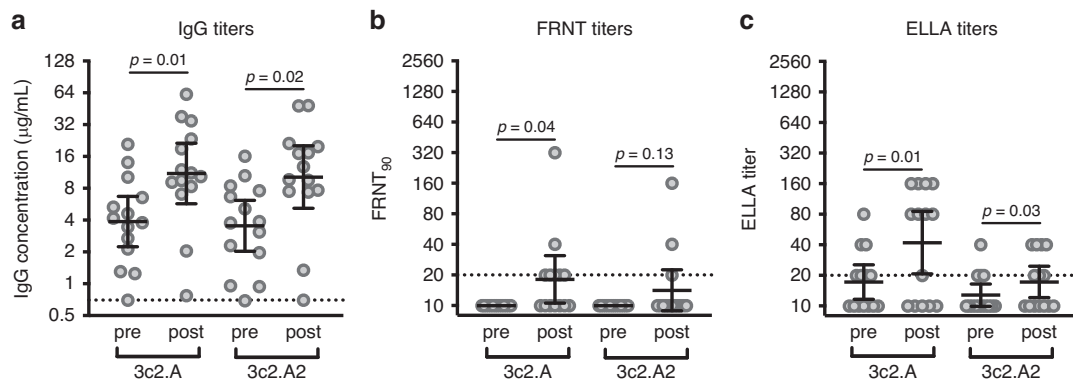 a
IgG titers
IgG concentration (μg/mL)
128
64
32
16
8
4
2
1
0.5
p = 0.01
p = 0.02
pre post pre post
3c2.A 3c2.A2
b
FRNT titers
FRNT90
2560
1280
640
320
160
80
40
20
10
p = 0.04
p = 0.13
pre post pre post
3c2.A 3c2.A2
c
ELLA titers
ELLA titer
2560
1280
640
320
160
80
40
20
10
p = 0.01
p = 0.03
pre post pre post
3c2.A 3c2.A2